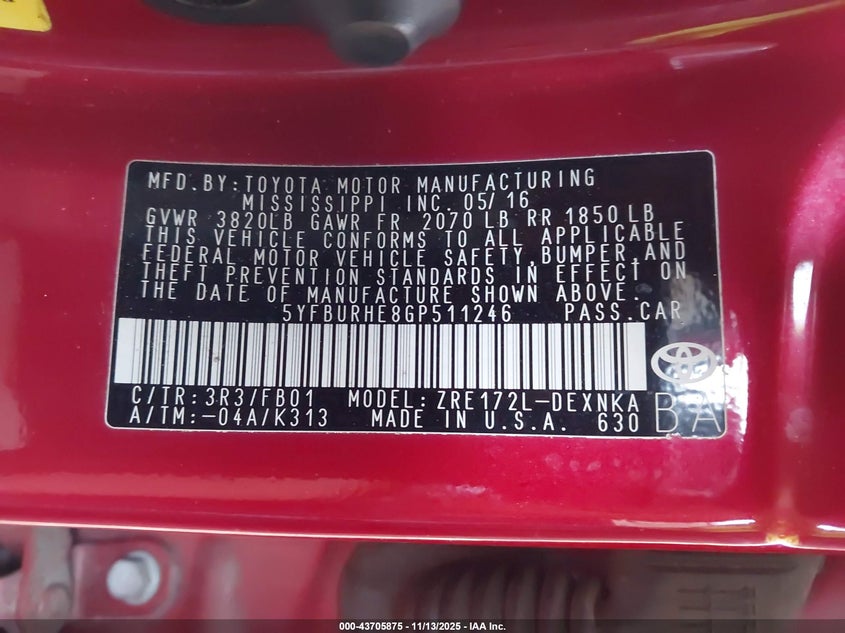 MFD. BY: TOYOTA MOTOR MANUFACTURING
MISSISSIPPI INC. 05/16
GVWR 3820LB GAWR FR 2070 LB RR 1850 LB
THIS VEHICLE CONFORMS TO ALL APPLICABLE
FEDERAL MOTOR VEHICLE SAFETY, BUMPER, AND
THEFT PREVENTION STANDARDS IN EFFECT ON
THE DATE OF MANUFACTURE SHOWN ABOVE.
5YFBURHE8GP511246 PASS.CAR
C/TR: 3R3/FB01 MODEL: ZRE172L-DEXNKA
A/TM: -04A/K313 MADE IN U.S.A. 630 BA
000-43705875 - 11/13/2025 - IAA Inc.